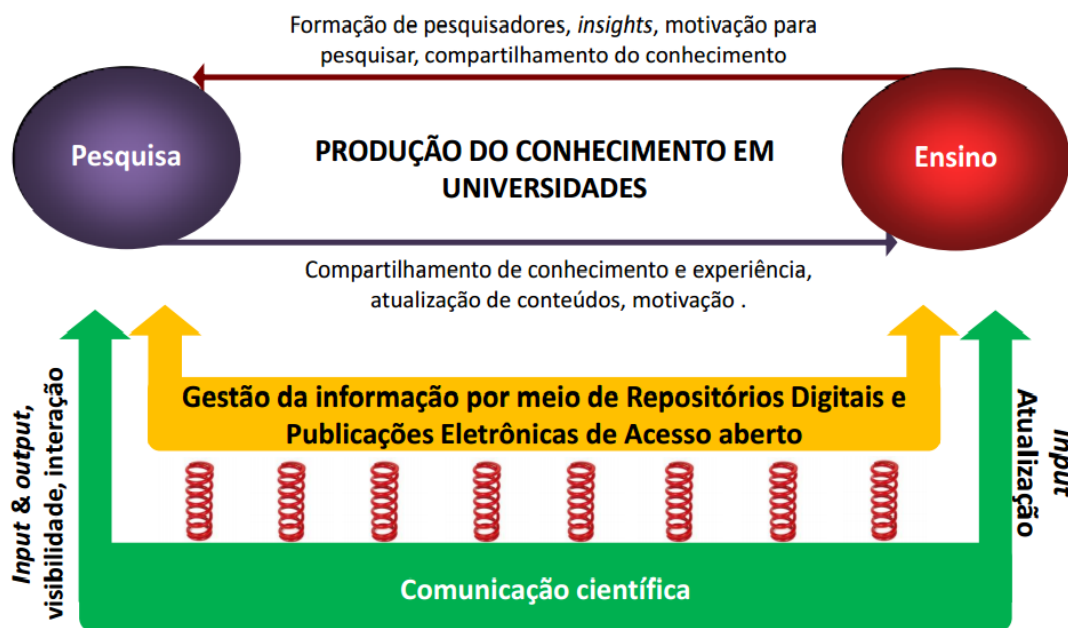 Formação de pesquisadores, insights, motivação para
pesquisar, compartilhamento do conhecimento
Pesquisa
PRODUÇÃO DO CONHECIMENTO EM
UNIVERSIDADES
Ensino
Compartilhamento de conhecimento e experiência,
atualização de conteúdos, motivação .
Input & output,
visibilidade, interação
Gestão da informação por meio de Repositórios Digitais e
Publicações Eletrônicas de Acesso aberto
Input
Atualização
Comunicação científica